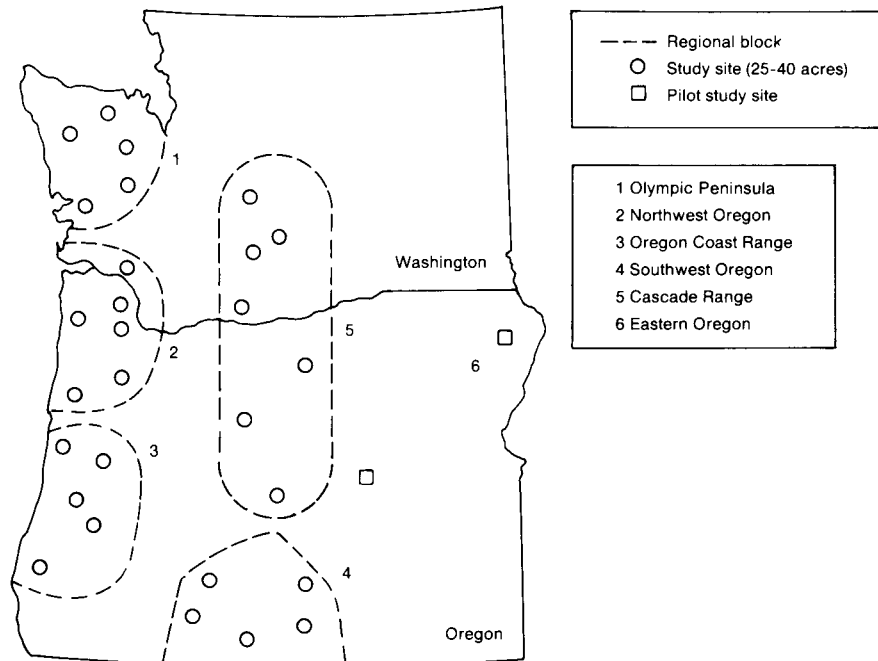 Regional block
Study site (25-40 acres)
Pilot study site
1 Olympic Peninsula
2 Northwest Oregon
3 Oregon Coast Range
4 Southwest Oregon
5 Cascade Range
6 Eastern Oregon
1
Washington
5
6
2
3
4
Oregon